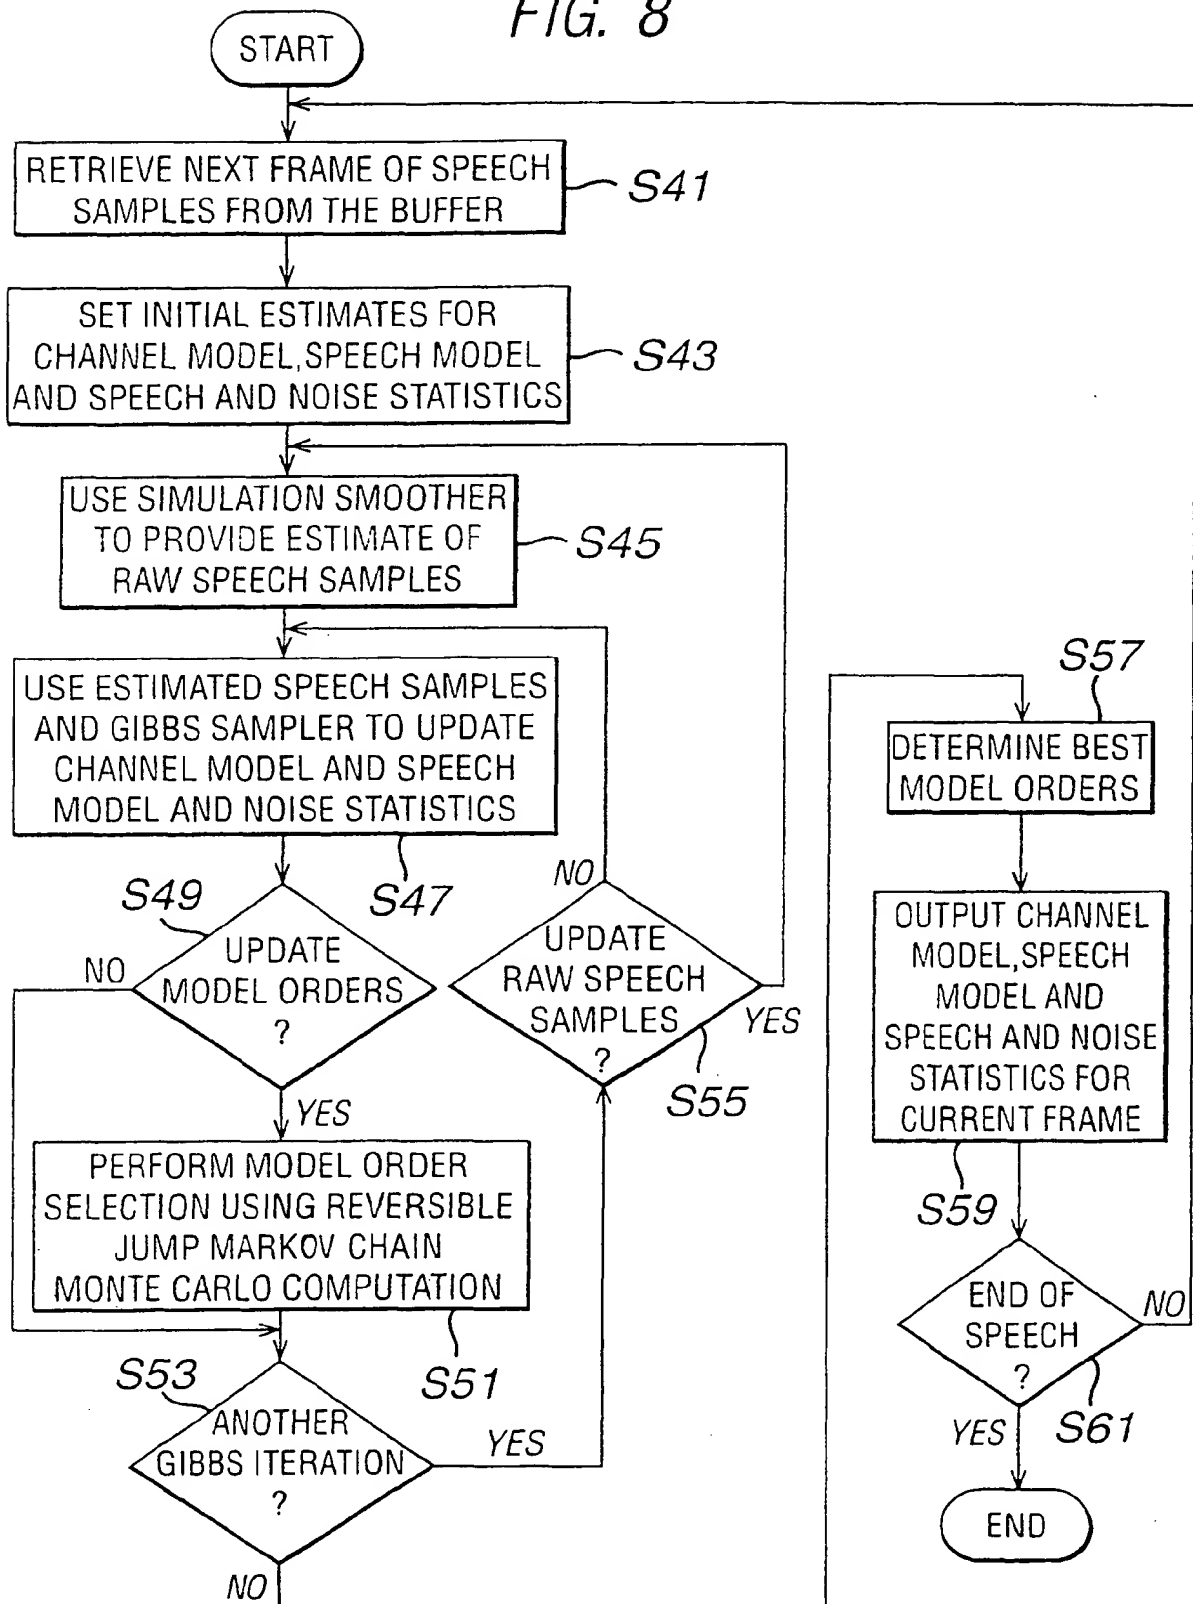 FIG. 8
START
RETRIEVE NEXT FRAME OF SPEECH
SAMPLES FROM THE BUFFER
S41
SET INITIAL ESTIMATES FOR
CHANNEL MODEL,SPEECH MODEL
AND SPEECH AND NOISE STATISTICS
S43
USE SIMULATION SMOOTHER
TO PROVIDE ESTIMATE OF
RAW SPEECH SAMPLES
S45
USE ESTIMATED SPEECH SAMPLES
AND GIBBS SAMPLER TO UPDATE
CHANNEL MODEL AND SPEECH
MODEL AND NOISE STATISTICS
S47
S49
UPDATE
MODEL ORDERS
?
NO
YES
PERFORM MODEL ORDER
SELECTION USING REVERSIBLE
JUMP MARKOV CHAIN
MONTE CARLO COMPUTATION
S51
S53
ANOTHER
GIBBS ITERATION
?
YES
NO
NO
UPDATE
RAW SPEECH
SAMPLES
?
YES
S55
S57
DETERMINE BEST
MODEL ORDERS
OUTPUT CHANNEL
MODEL,SPEECH
MODEL AND
SPEECH AND NOISE
STATISTICS FOR
CURRENT FRAME
S59
END OF
SPEECH
?
NO
S61
YES
END